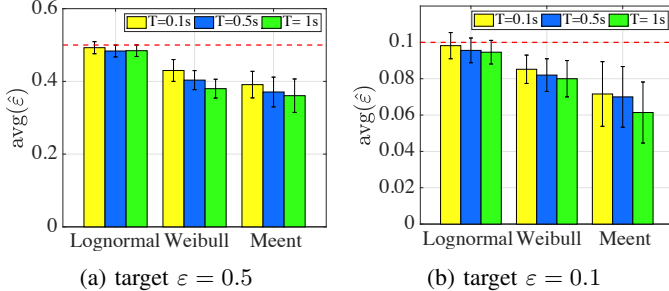 T=0.1s T=0.5s T= 1s
0.6
0.4
0.2
0
avg(ε̂)
Lognormal Weibull Meent
(a) target ε = 0.5
T=0.1s T=0.5s T= 1s
0.1
0.08
0.06
0.04
0.02
0
avg(ε̂)
Lognormal Weibull Meent
(b) target ε = 0.1